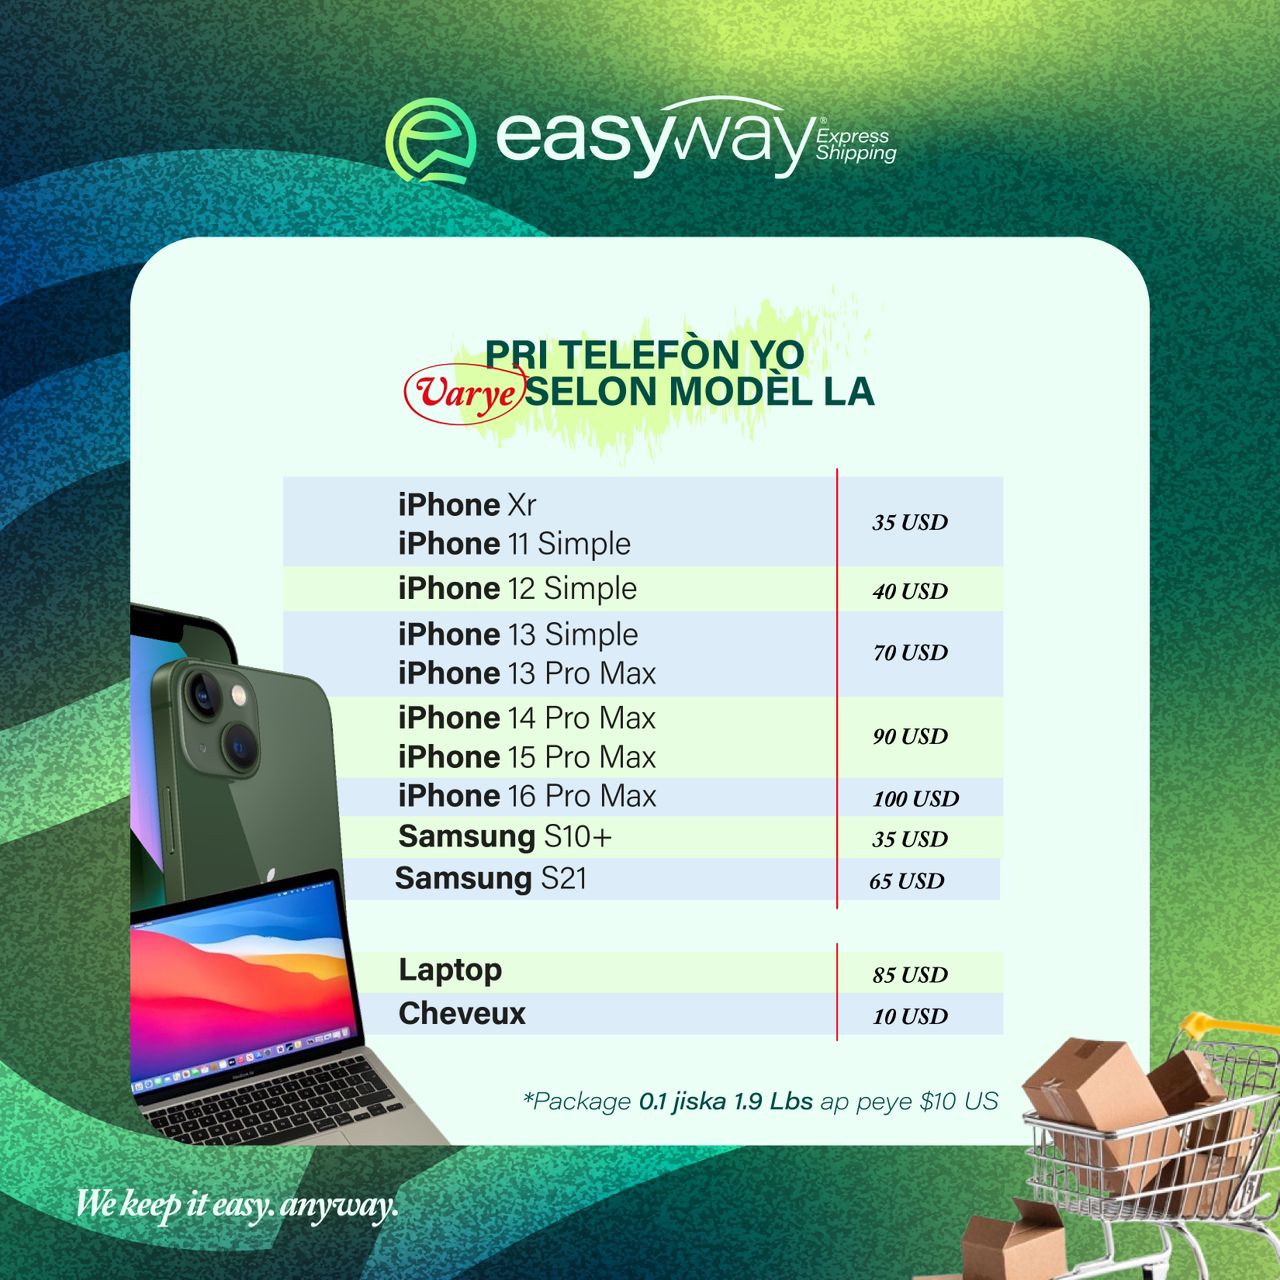 easyway® Express
Shipping
PRI TELEFÒN YO
Varye SELON MODÈL LA
iPhone Xr
iPhone 11 Simple
35 USD
iPhone 12 Simple 40 USD
iPhone 13 Simple
iPhone 13 Pro Max
70 USD
iPhone 14 Pro Max
iPhone 15 Pro Max
90 USD
iPhone 16 Pro Max 100 USD
Samsung S10+ 35 USD
Samsung S21 65 USD
Laptop 85 USD
Cheveux 10 USD
*Package 0.1 jiska 1.9 Lbs ap peye $10 US
We keep it easy. anyway.